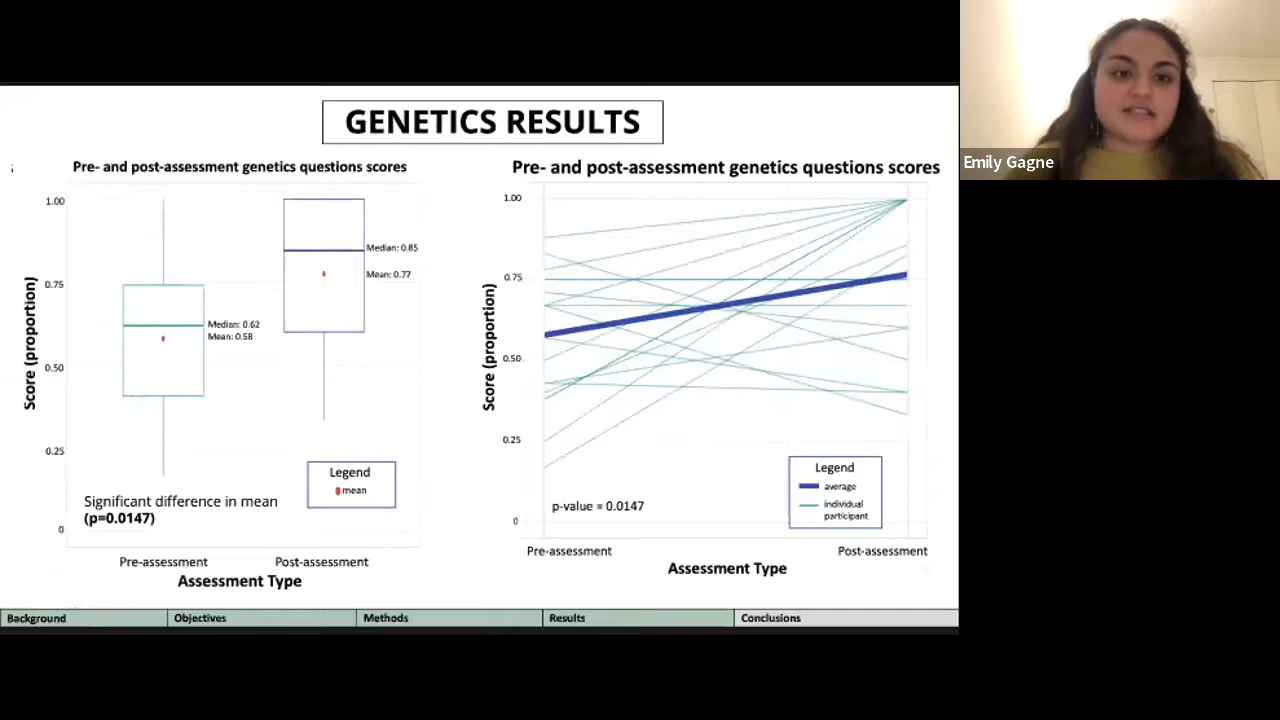 GENETICS RESULTS
Pre- and post-assessment genetics questions scores
1.00
0.75
0.50
0.25
0
Score (proportion)
Median: 0.62
Mean: 0.58
Median: 0.85
Mean: 0.77
Legend
mean
Significant difference in mean
(p=0.0147)
Pre-assessment
Post-assessment
Assessment Type
Pre- and post-assessment genetics questions scores
1.00
0.75
0.50
0.25
0
Score (proportion)
Legend
average
individual
participant
p-value = 0.0147
Pre-assessment
Post-assessment
Assessment Type
Background
Objectives
Methods
Results
Conclusions
Emily Gagne